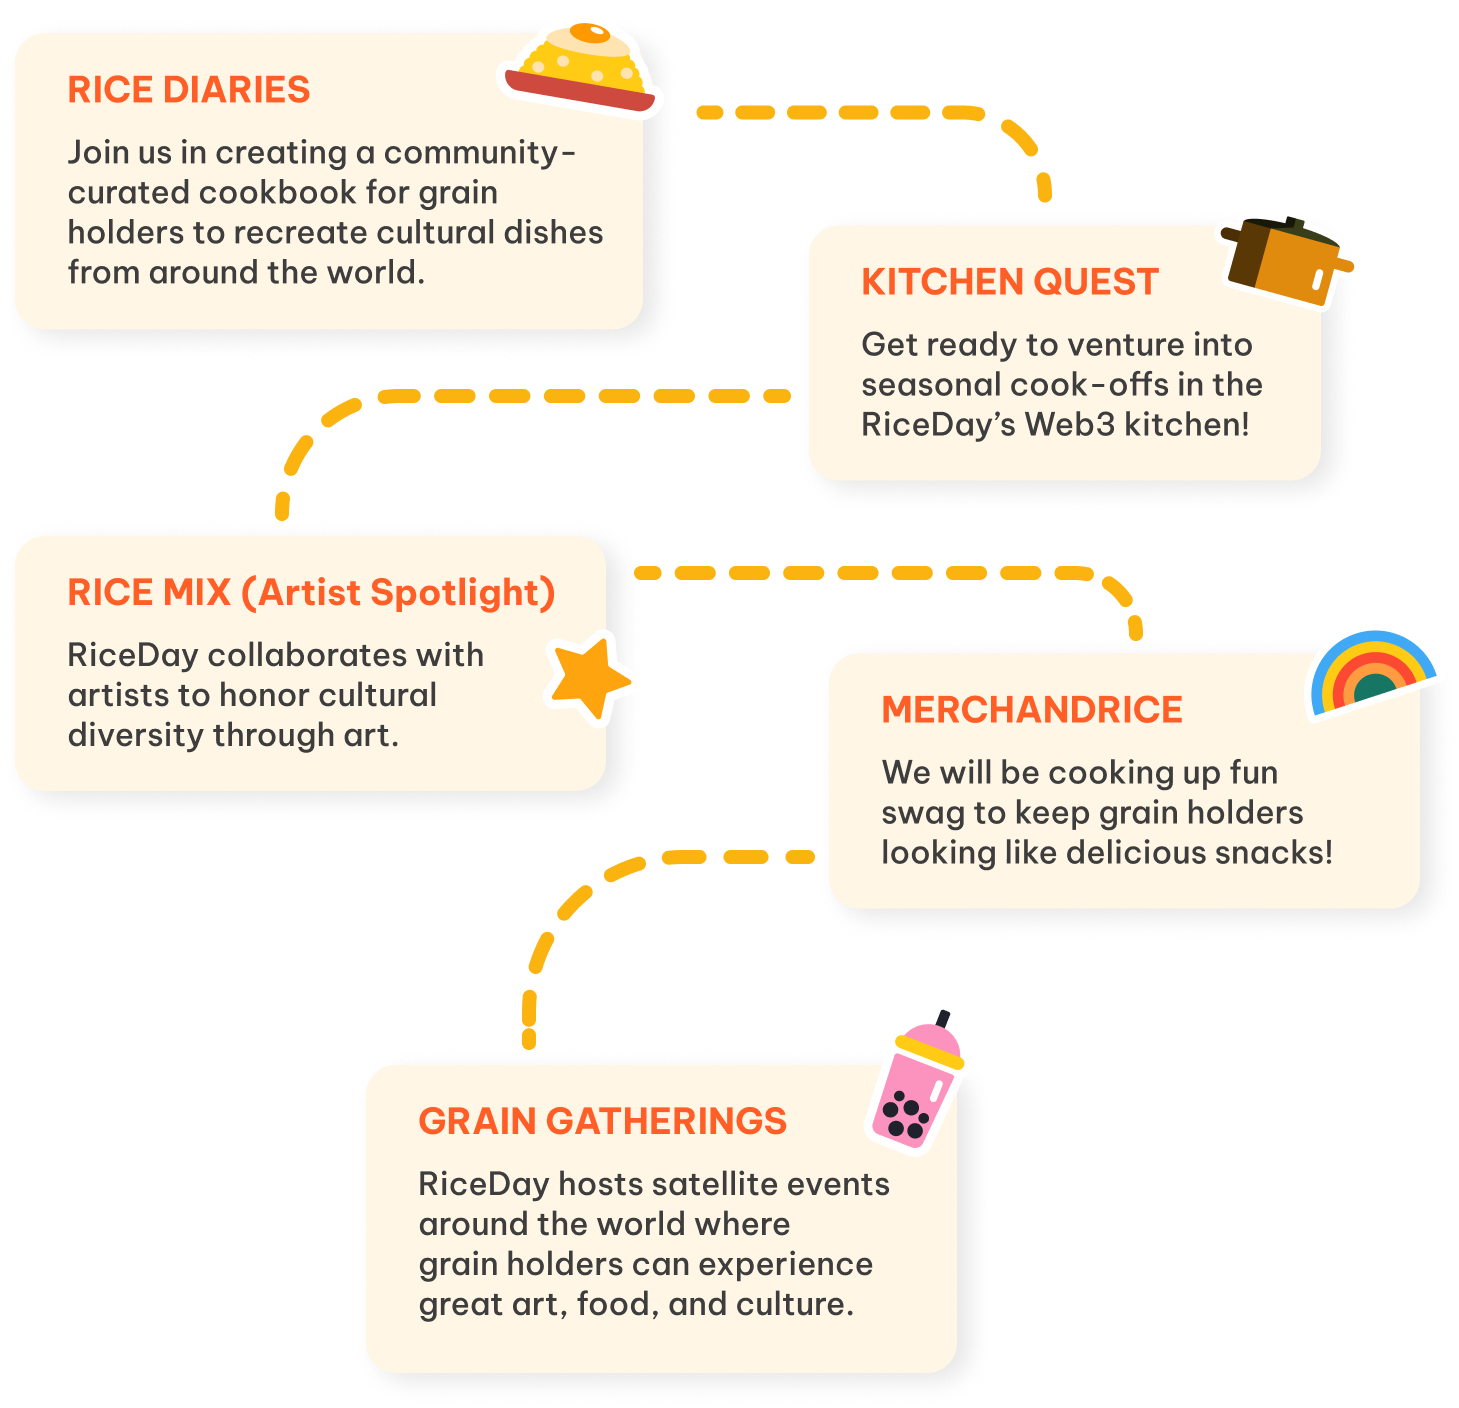 RICE DIARIES
Join us in creating a community-
curated cookbook for grain
holders to recreate cultural dishes
from around the world.
KITCHEN QUEST
Get ready to venture into
seasonal cook-offs in the
RiceDay’s Web3 kitchen!
RICE MIX (Artist Spotlight)
RiceDay collaborates with
artists to honor cultural
diversity through art.
MERCHANDRICE
We will be cooking up fun
swag to keep grain holders
looking like delicious snacks!
GRAIN GATHERINGS
RiceDay hosts satellite events
around the world where
grain holders can experience
great art, food, and culture.